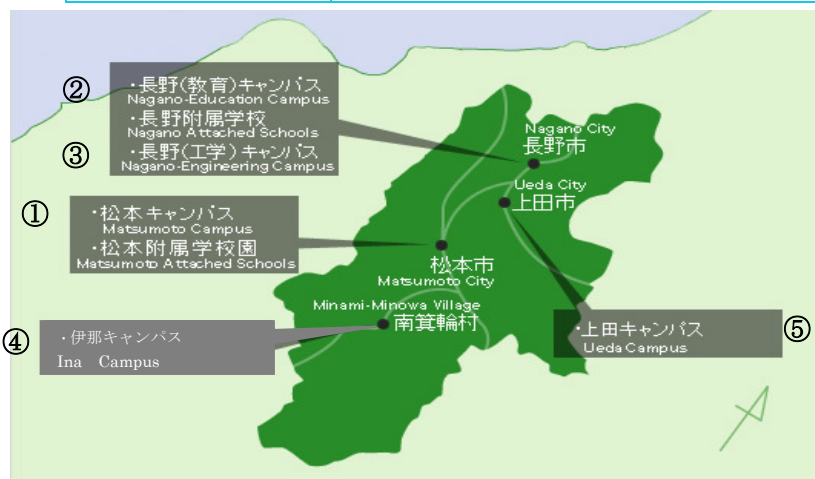 ②
・長野(教育)キャンパス
Nagano-Education Campus
・長野附属学校
Nagano Attached Schools
③
・長野(工学)キャンパス
Nagano-Engineering Campus
Nagano City
長野市
Ueda City
上田市
①
・松本キャンパス
Matsumoto Campus
・松本附属学校園
Matsumoto Attached Schools
松本市
Matsumoto City
Minami-Minowa Village
南箕輪村
④
・伊那キャンパス
Ina Campus
・上田キャンパス
Ueda Campus
⑤